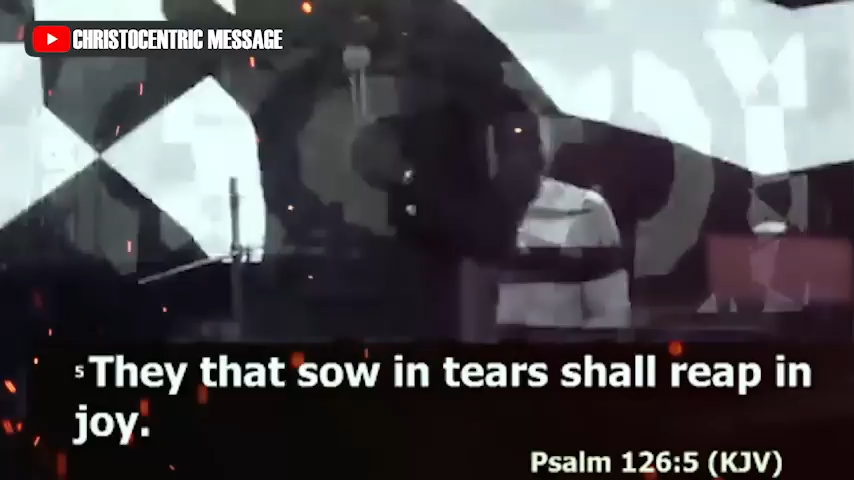 CHRISTOCENTRIC MESSAGE
5 They that sow in tears shall reap in
joy.
Psalm 126:5 (KJV)